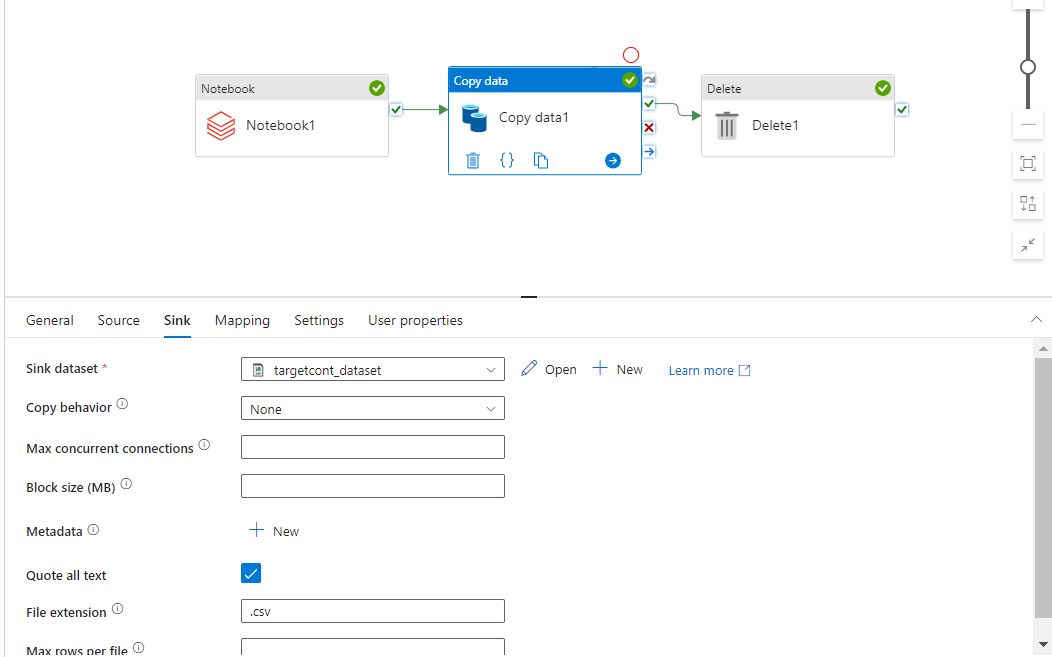 Notebook
Notebook1
Copy data
Copy data1
{}
Delete
Delete1
General Source Sink Mapping Settings User properties
Sink dataset * targetcont_dataset Open New Learn more
Copy behavior None
Max concurrent connections
Block size (MB)
Metadata New
Quote all text
File extension .csv
Max rows per file